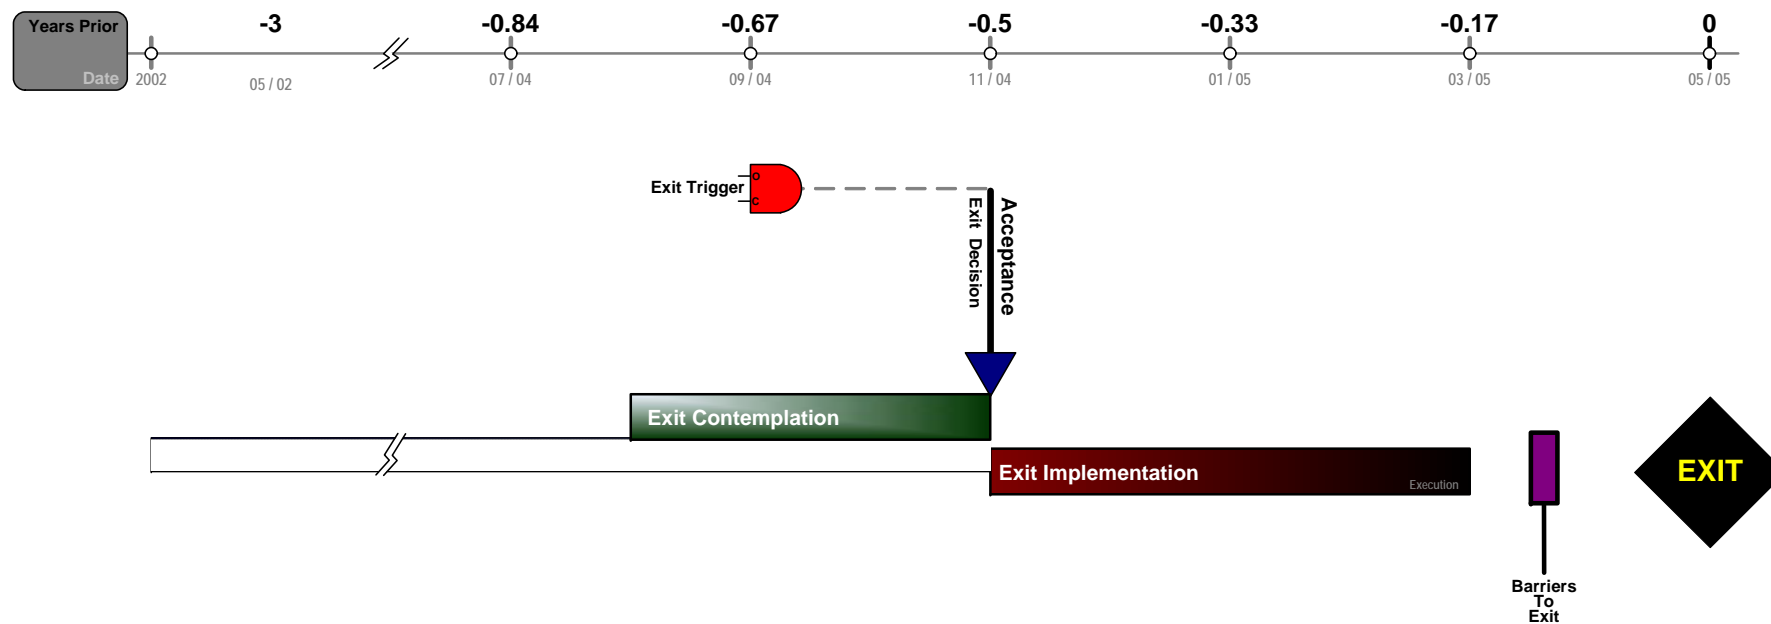 Years Prior
-3
-0.84
-0.67
-0.5
-0.33
-0.17
0
Date
2002
05 / 02
07 / 04
09 / 04
11 / 04
01 / 05
03 / 05
05 / 05
Exit Trigger
O
C
Acceptance
Exit Decision
Exit Contemplation
Exit Implementation
Execution
EXIT
Barriers
To
Exit